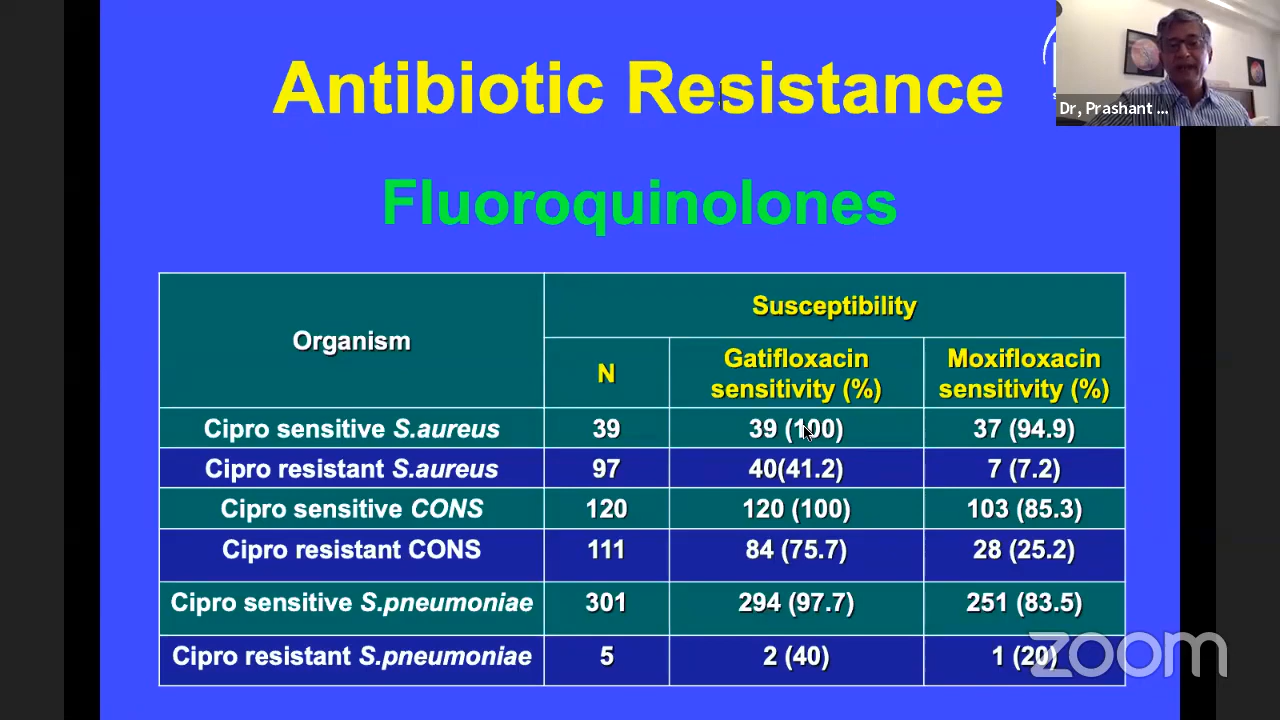 Antibiotic Resistance
Dr, Prashant ...
Fluoroquinolones
Organism
Susceptibility
N
Gatifloxacin
sensitivity (%)
Moxifloxacin
sensitivity (%)
Cipro sensitive S.aureus
39
39 (100)
37 (94.9)
Cipro resistant S.aureus
97
40(41.2)
7 (7.2)
Cipro sensitive CONS
120
120 (100)
103 (85.3)
Cipro resistant CONS
111
84 (75.7)
28 (25.2)
Cipro sensitive S.pneumoniae
301
294 (97.7)
251 (83.5)
Cipro resistant S.pneumoniae
5
2 (40)
1 (20)
zoom